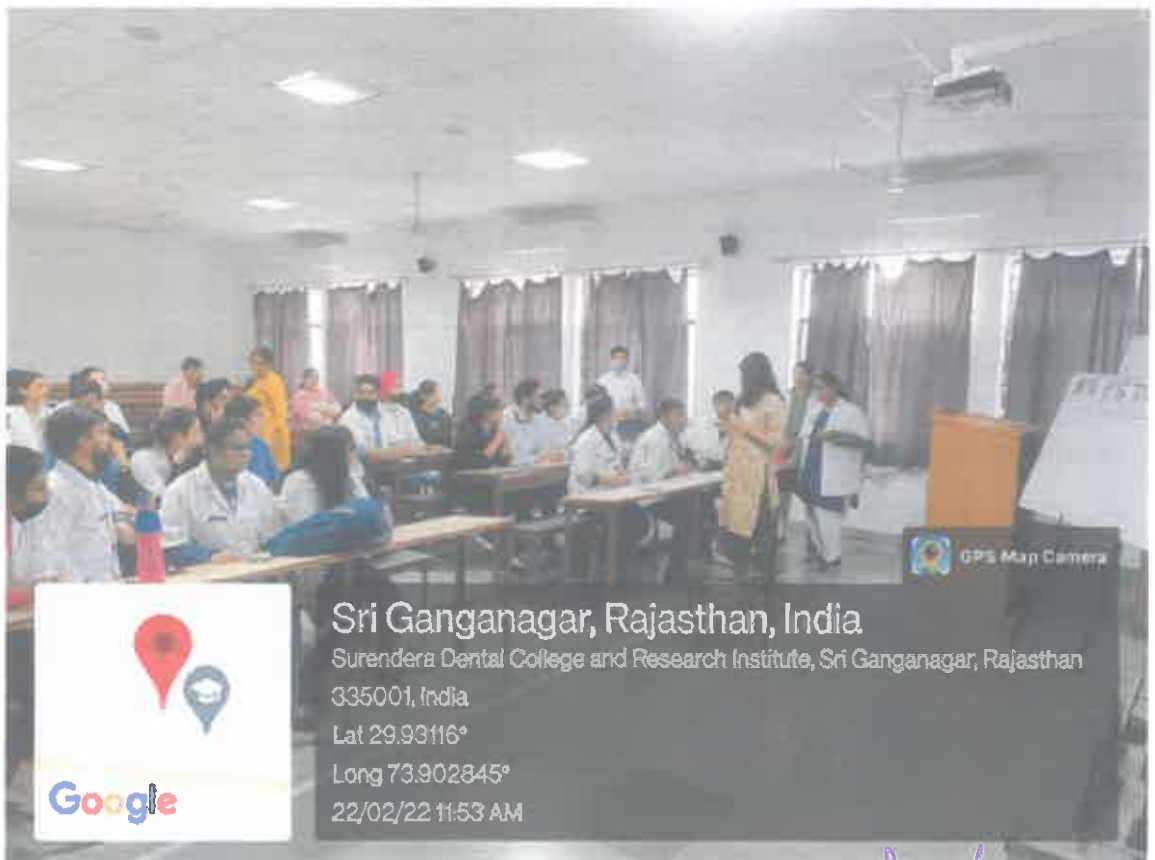 GPS Map Camera
Sri Ganganagar, Rajasthan, India
Surendera Dental College and Research Institute, Sri Ganganagar, Rajasthan
335001, India
Lat 29.93116°
Long 73.902845°
22/02/22 11:53 AM
Google